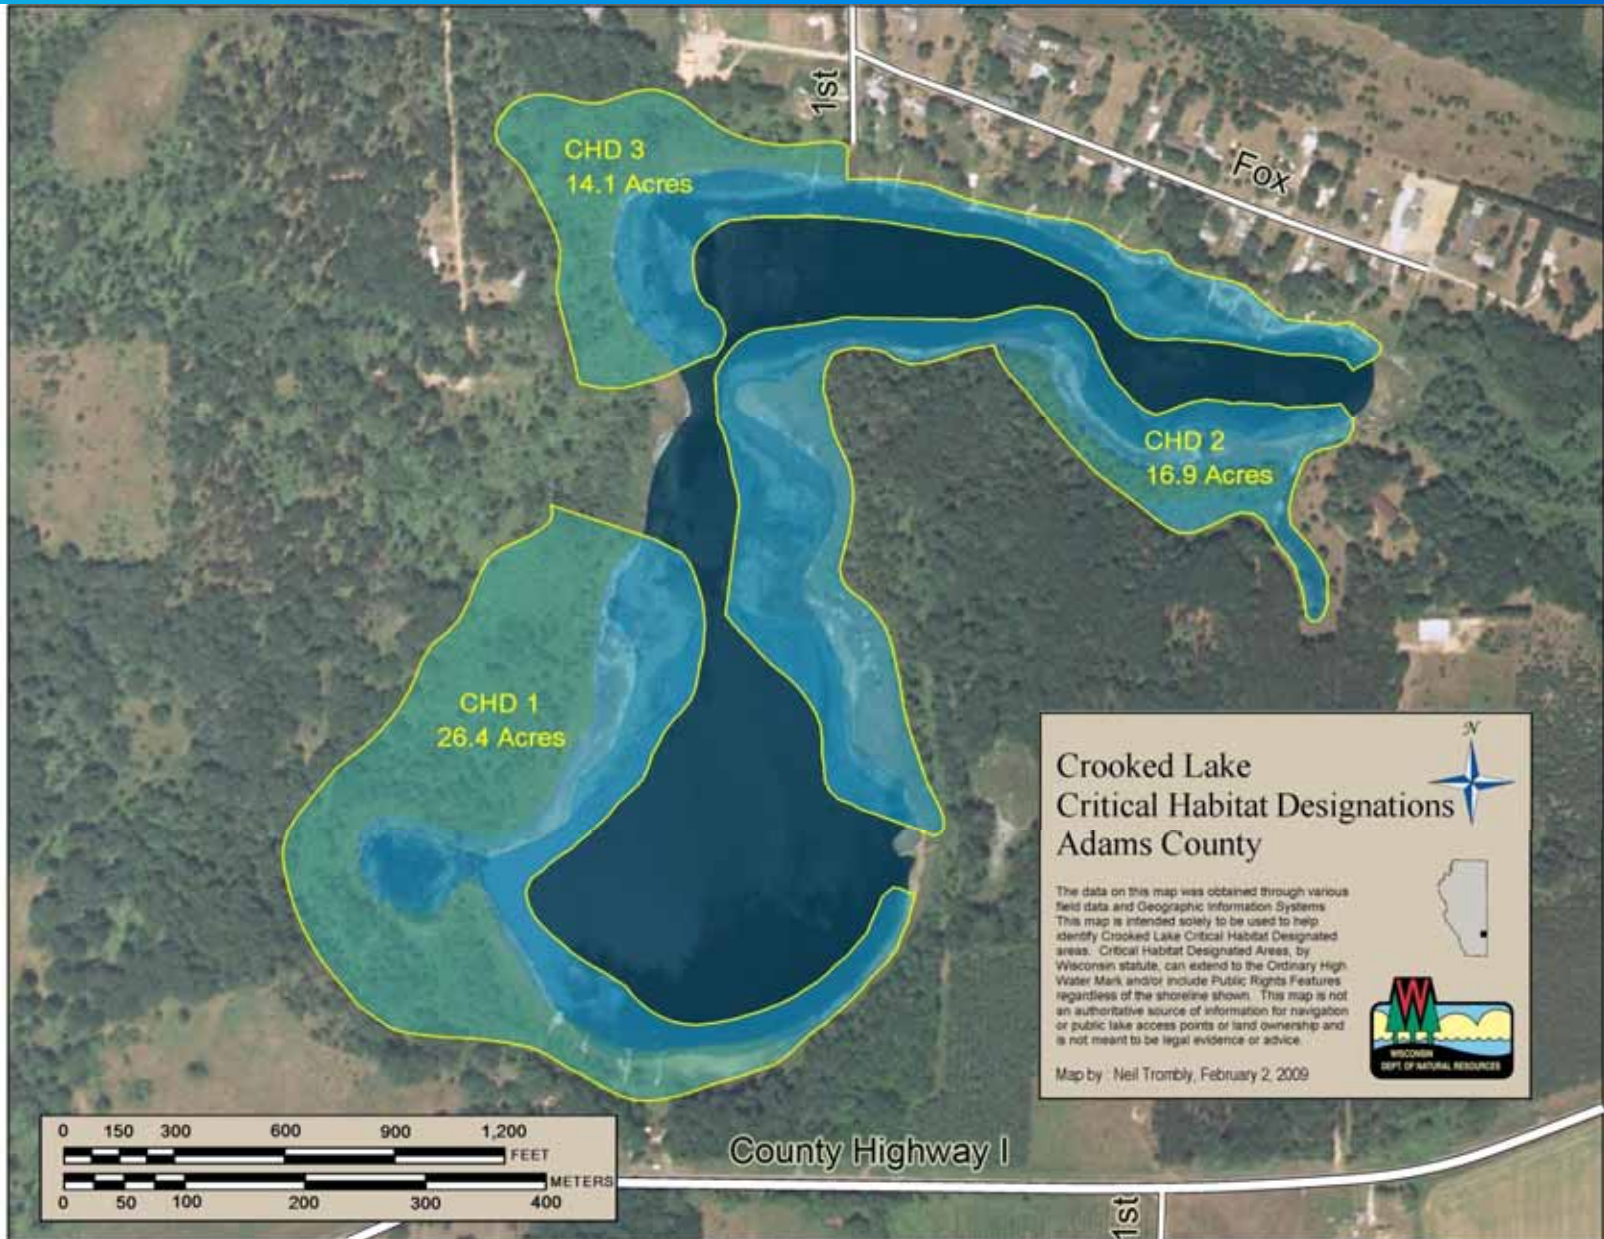 1st
Fox
CHD 3
14.1 Acres
CHD 2
16.9 Acres
CHD 1
26.4 Acres
N
Crooked Lake
Critical Habitat Designations
Adams County
The data on this map was obtained through various
field data and Geographic Information Systems
This map is intended solely to be used to help
identify Crooked Lake Critical Habitat Designated
areas. Critical Habitat Designated Areas, by
Wisconsin statute, can extend to the Ordinary High
Water Mark and/or include Public Rights Features
regardless of the shoreline shown. This map is not
an authoritative source of information for navigation
or public lake access points or land ownership and
is not meant to be legal evidence or advice.
Map by : Neil Trombly, February 2, 2009
W
WISCONSIN
DEPT. OF NATURAL RESOURCES
0 150 300 600 900 1,200
FEET
METERS
0 50 100 200 300 400
County Highway I
1st